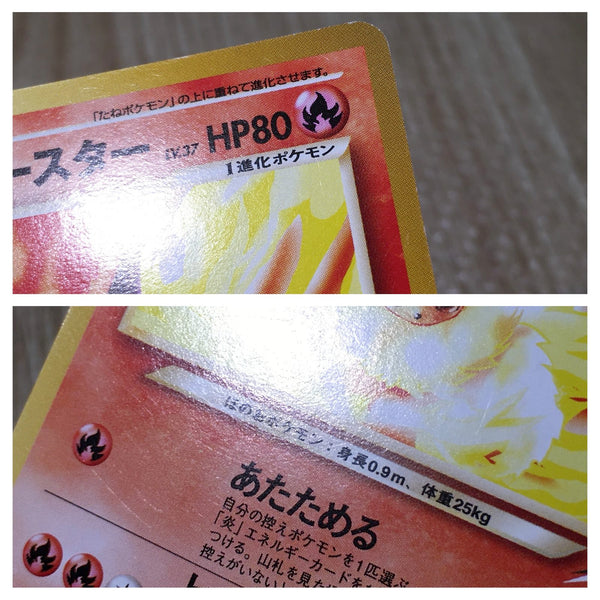 「たねポケモン」の上に重ねて進化させます。
ースター LV.37 HP80
1進化ポケモン
ほのおポケモン：身長0.9m、体重25kg
あたためる
自分の控えポケモンを1匹選ぶ
「炎」エネルギーカードを
つける。山札を見た
控えがいない